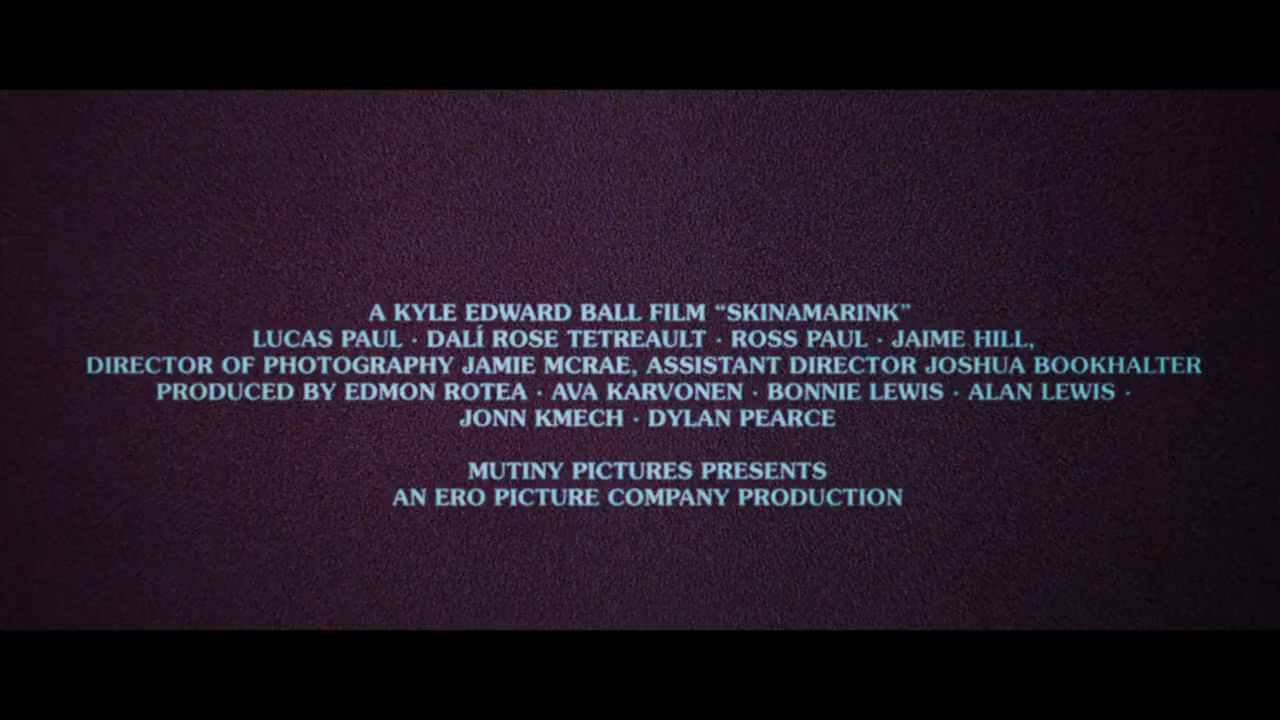 A KYLE EDWARD BALL FILM “SKINAMARINK”
LUCAS PAUL · DALÍ ROSE TETREAULT · ROSS PAUL · JAIME HILL,
DIRECTOR OF PHOTOGRAPHY JAMIE MCRAE, ASSISTANT DIRECTOR JOSHUA BOOKHALTER
PRODUCED BY EDMON ROTEA · AVA KARVONEN · BONNIE LEWIS · ALAN LEWIS ·
JONN KMECH · DYLAN PEARCE
MUTINY PICTURES PRESENTS
AN ERO PICTURE COMPANY PRODUCTION